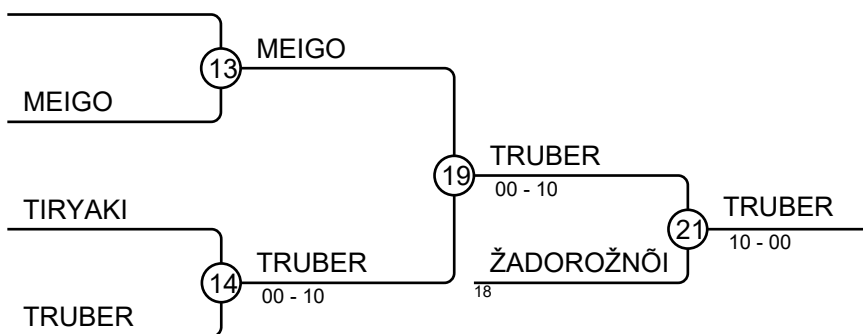 13
MEIGO
MEIGO
19
TRUBER
00 - 10
TIRYAKI
21
TRUBER
10 - 00
14
TRUBER
00 - 10
ŽADOROŽNÕI
18
TRUBER